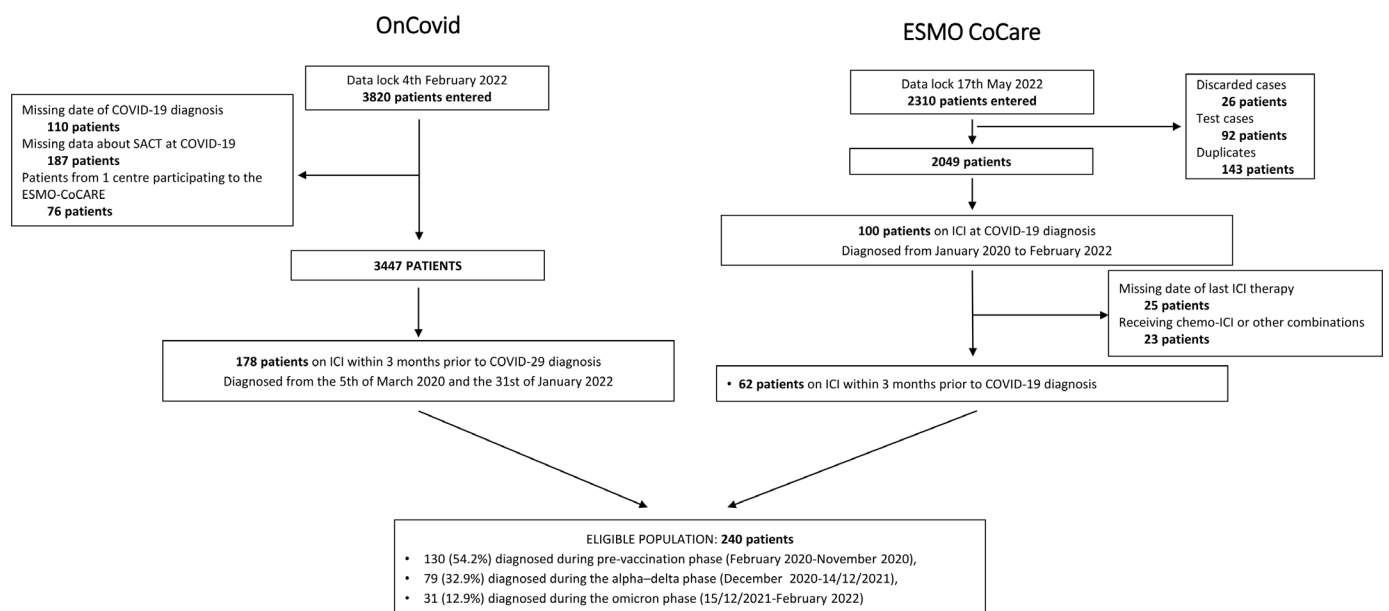 OnCovid
Data lock 4th February 2022
3820 patients entered
Missing date of COVID-19 diagnosis
110 patients
Missing data about SACT at COVID-19
187 patients
Patients from 1 centre participating to the
ESMO-CoCARE
76 patients
3447 PATIENTS
178 patients on ICI within 3 months prior to COVID-29 diagnosis
Diagnosed from the 5th of March 2020 and the 31st of January 2022
ESMO CoCare
Data lock 17th May 2022
2310 patients entered
Discarded cases
26 patients
Test cases
92 patients
Duplicates
143 patients
2049 patients
100 patients on ICI at COVID-19 diagnosis
Diagnosed from January 2020 to February 2022
Missing date of last ICI therapy
25 patients
Receiving chemo-ICI or other combinations
23 patients
• 62 patients on ICI within 3 months prior to COVID-19 diagnosis
ELIGIBLE POPULATION: 240 patients
• 130 (54.2%) diagnosed during pre-vaccination phase (February 2020-November 2020),
• 79 (32.9%) diagnosed during the alpha–delta phase (December 2020-14/12/2021),
• 31 (12.9%) diagnosed during the omicron phase (15/12/2021-February 2022)